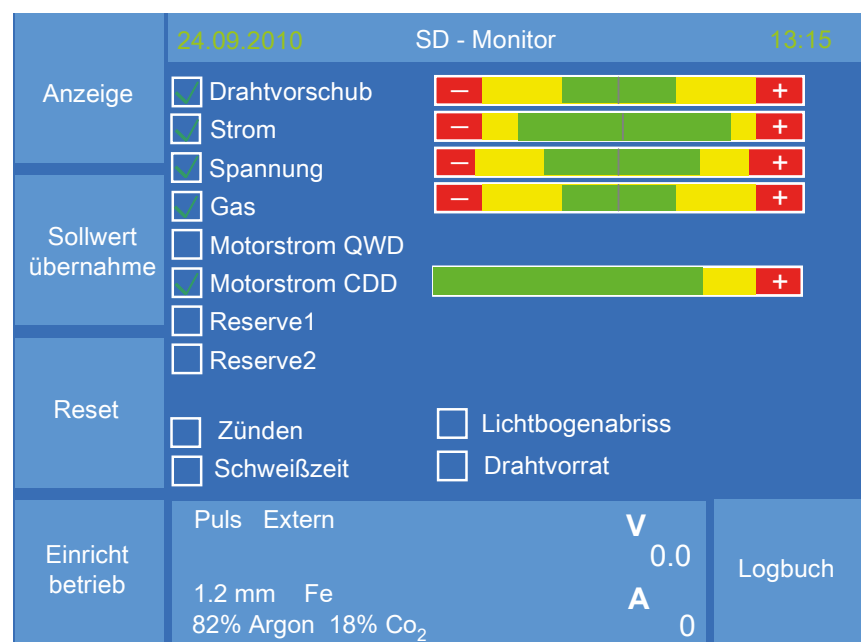 24.09.2010 SD - Monitor 13:15
Anzeige
Sollwert
übernahme
Reset
Einricht
betrieb
Drahtvorschub – +
Strom – +
Spannung – +
Gas – +
Motorstrom QWD
Motorstrom CDD +
Reserve1
Reserve2
Zünden Lichtbogenabriss
Schweißzeit Drahtvorrat
Puls Extern V
0.0
1.2 mm Fe A
82% Argon 18% Co₂ 0
Logbuch